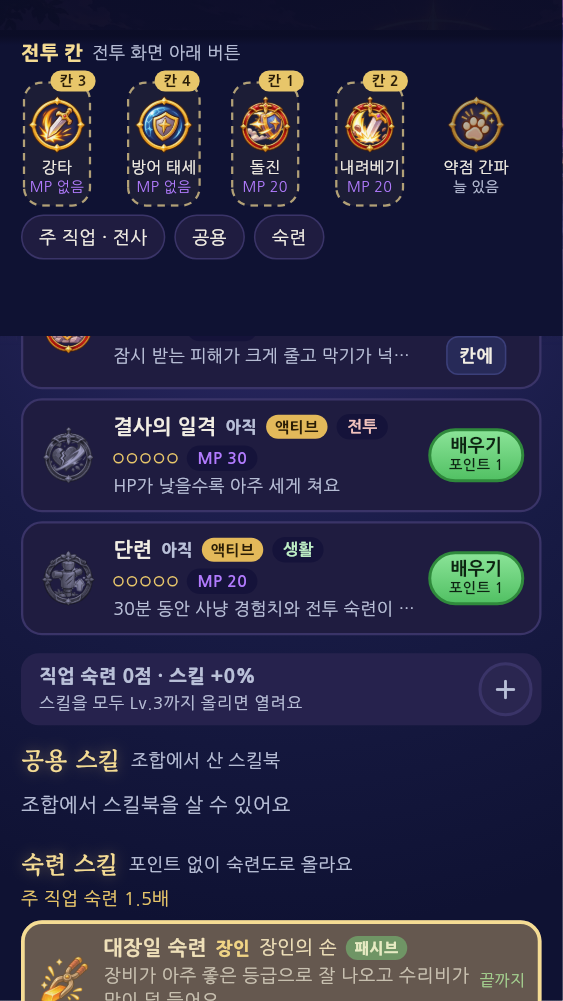 전투 칸 전투 화면 아래 버튼
칸 3 칸 4 칸 1 칸 2
강타 방어 태세 돌진 내려베기 약점 간파
MP 없음 MP 없음 MP 20 MP 20 늘 있음
주 직업 · 전사 공용 숙련
잠시 받는 피해가 크게 줄고 막기가 넉… 칸에
결사의 일격 아직 액티브 전투
배우기
MP 30
포인트 1
HP가 낮을수록 아주 세게 쳐요
단련 아직 액티브 생활
배우기
MP 20
포인트 1
30분 동안 사냥 경험치와 전투 숙련이 …
직업 숙련 0점 · 스킬 +0%
스킬을 모두 Lv.3까지 올리면 열려요
+
공용 스킬 조합에서 산 스킬북
조합에서 스킬북을 살 수 있어요
숙련 스킬 포인트 없이 숙련도로 올라요
주 직업 숙련 1.5배
대장일 숙련 장인 장인의 손 패시브
장비가 아주 좋은 등급으로 잘 나오고 수리비가 끝까지
많이 덜 들어요